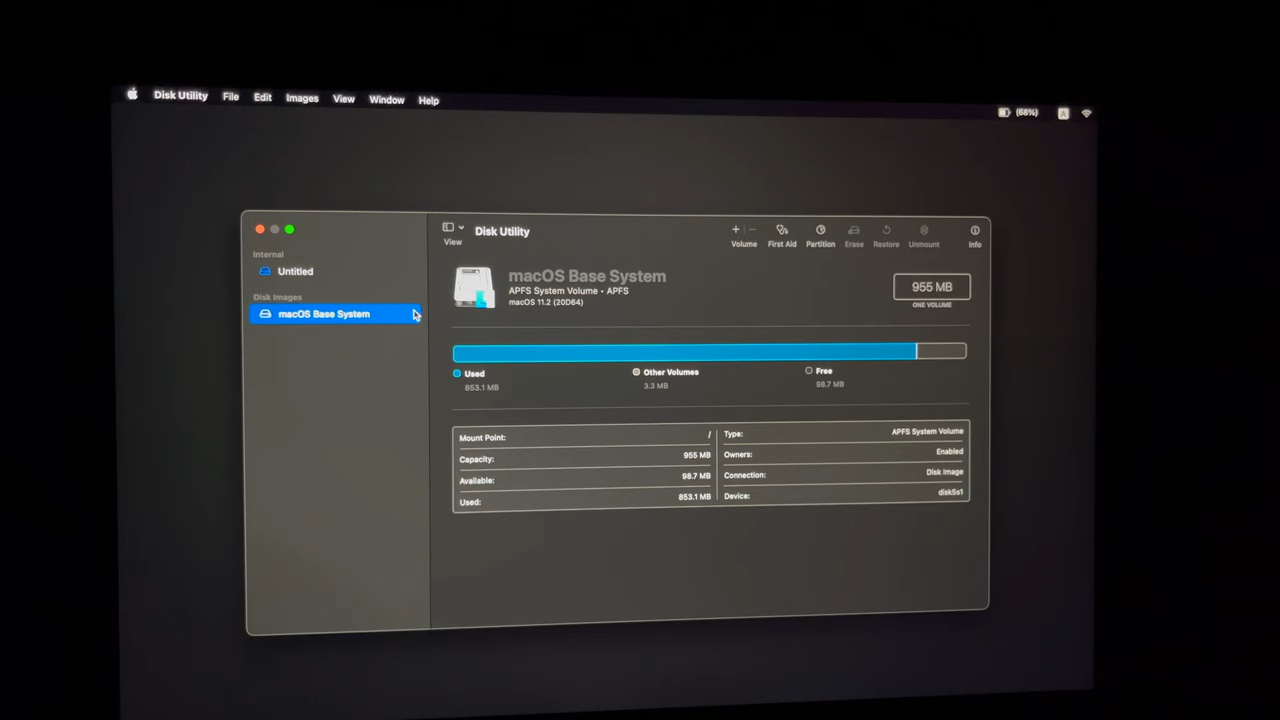 Disk Utility File Edit Images View Window Help
(68%) A
Internal
Untitled
Disk Images
macOS Base System
View
Disk Utility
Volume First Aid Partition Erase Restore Unmount Info
macOS Base System
APFS System Volume • APFS
macOS 11.2 (20D64)
955 MB
ONE VOLUME
Used
853.1 MB
Other Volumes
3.3 MB
Free
98.7 MB
Mount Point: /
Capacity: 955 MB
Available: 98.7 MB
Used: 853.1 MB
Type: APFS System Volume
Owners: Enabled
Connection: Disk Image
Device: disk5s1